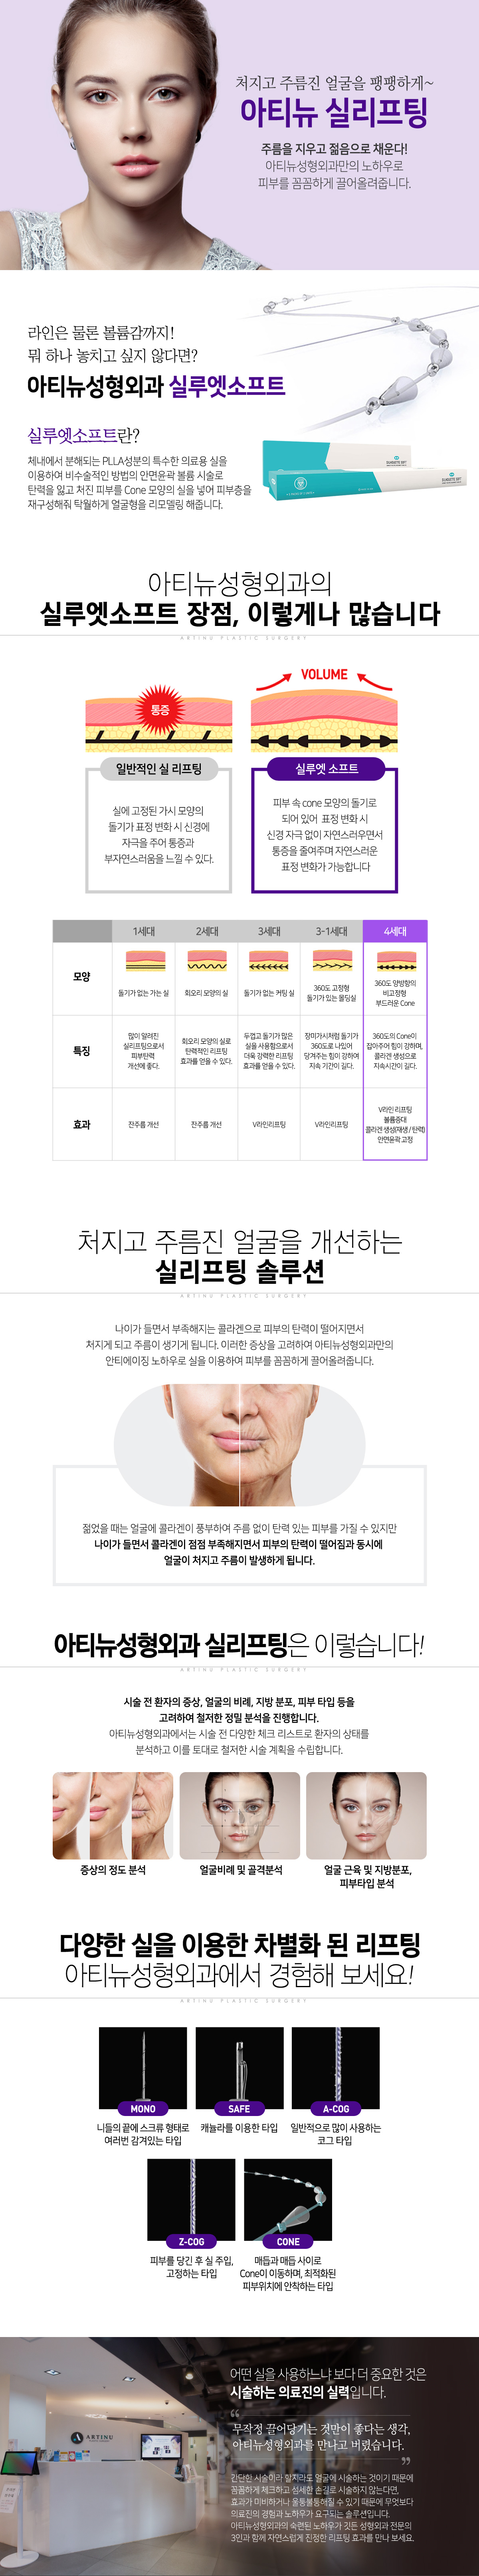 처지고 주름진 얼굴을 팽팽하게~
아티뉴 실리프팅
주름을 지우고 젊음으로 채운다!
아티뉴성형외과만의 노하우로
피부를 꼼꼼하게 끌어올려줍니다.
라인은 물론 볼륨감까지!
뭐 하나 놓치고 싶지 않다면?
아티뉴성형외과 실루엣소프트
실루엣소프트란?
체내에서 분해되는 PLLA성분의 특수한 의료용 실을
이용하여 비수술적인 방법의 안면윤곽 볼륨 시술로
탄력을 잃고 처진 피부를 Cone 모양의 실을 넣어 피부층을
재구성해줘 탁월하게 얼굴형을 리모델링 해줍니다.
아티뉴성형외과의
실루엣소프트 장점, 이렇게나 많습니다
ARTINU PLASTIC SURGERY
통증
VOLUME
일반적인 실 리프팅
실에 고정된 가시 모양의
돌기가 표정 변화 시 신경에
자극을 주어 통증과
부자연스러움을 느낄 수 있다.
실루엣 소프트
피부 속 cone 모양의 돌기로
되어 있어 표정 변화 시
신경 자극 없이 자연스러우면서
통증을 줄여주며 자연스러운
표정 변화가 가능합니다
1세대 2세대 3세대 3-1세대 4세대
모양
돌기가 없는 가는 실
회오리 모양의 실
돌기가 없는 커팅 실
360도 고정형
돌기가 있는 몰딩실
360도 양방향의
비고정형
부드러운 Cone
특징
많이 알려진
실리프팅으로서
피부탄력
개선에 좋다.
회오리 모양의 실로
탄력적인 리프팅
효과를 얻을 수 있다.
두껍고 돌기가 많은
실을 사용함으로서
더욱 강력한 리프팅
효과를 얻을 수 있다.
장미가시처럼 돌기가
360도로 나있어
당겨주는 힘이 강하며
지속 기간이 길다.
360도의 Cone이
잡아주어 힘이 강하며,
콜라겐 생성으로
지속시간이 길다.
효과
잔주름 개선
잔주름 개선
V라인리프팅
V라인리프팅
V라인 리프팅
볼륨증대
콜라겐 생성(재생 / 탄력)
안면윤곽 고정
처지고 주름진 얼굴을 개선하는
실리프팅 솔루션
ARTINU PLASTIC SURGERY
나이가 들면서 부족해지는 콜라겐으로 피부의 탄력이 떨어지면서
처지게 되고 주름이 생기게 됩니다. 이러한 증상을 고려하여 아티뉴성형외과만의
안티에이징 노하우로 실을 이용하여 피부를 꼼꼼하게 끌어올려줍니다.
젊었을 때는 얼굴에 콜라겐이 풍부하여 주름 없이 탄력 있는 피부를 가질 수 있지만
나이가 들면서 콜라겐이 점점 부족해지면서 피부의 탄력이 떨어짐과 동시에
얼굴이 처지고 주름이 발생하게 됩니다.
아티뉴성형외과 실리프팅은 이렇습니다!
ARTINU PLASTIC SURGERY
시술 전 환자의 증상, 얼굴의 비례, 지방 분포, 피부 타입 등을
고려하여 철저한 정밀 분석을 진행합니다.
아티뉴성형외과에서는 시술 전 다양한 체크 리스트로 환자의 상태를
분석하고 이를 토대로 철저한 시술 계획을 수립합니다.
증상의 정도 분석
얼굴비례 및 골격분석
얼굴 근육 및 지방분포,
피부타입 분석
다양한 실을 이용한 차별화 된 리프팅
아티뉴성형외과에서 경험해 보세요!
ARTINU PLASTIC SURGERY
MONO
니들의 끝에 스크류 형태로
여러번 감겨있는 타입
SAFE
캐뉼라를 이용한 타입
A-COG
일반적으로 많이 사용하는
코그 타입
Z-COG
피부를 당긴 후 실 주입,
고정하는 타입
CONE
매듭과 매듭 사이로
Cone이 이동하며, 최적화된
피부위치에 안착하는 타입
ARTINU
어떤 실을 사용하느냐 보다 더 중요한 것은
시술하는 의료진의 실력입니다.
“
무작정 끌어당기는 것만이 좋다는 생각,
아티뉴성형외과를 만나고 버렸습니다.
”
간단한 시술이라 할지라도 얼굴에 시술하는 것이기 때문에
꼼꼼하게 체크하고 섬세한 손길로 시술하지 않는다면,
효과가 미비하거나 울퉁불퉁해질 수 있기 때문에 무엇보다
의료진의 경험과 노하우가 요구되는 솔루션입니다.
아티뉴성형외과의 숙련된 노하우가 깃든 성형외과 전문의
3인과 함께 자연스럽게 진정한 리프팅 효과를 만나 보세요.